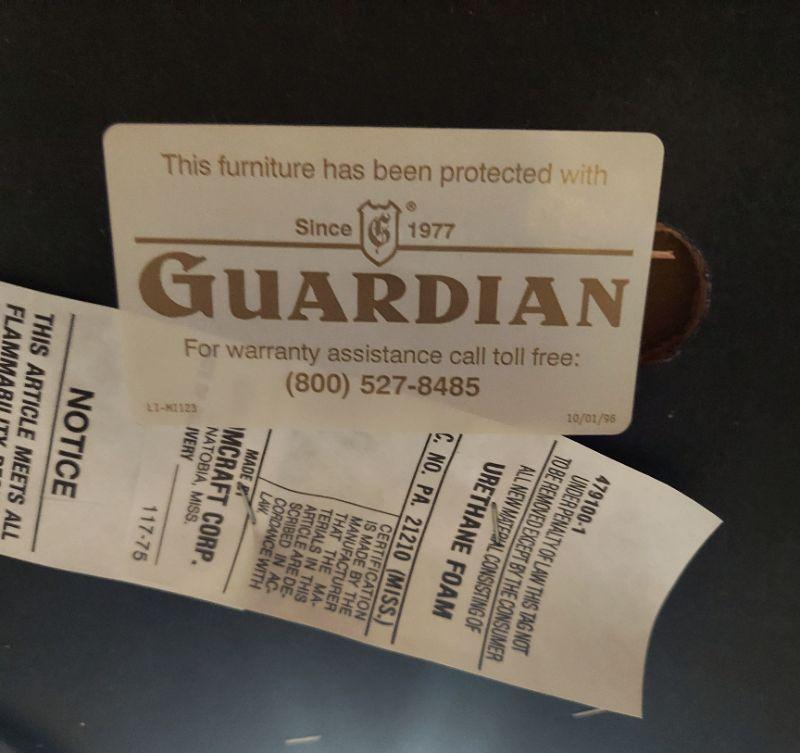 This furniture has been protected with
Since G ® 1977
GUARDIAN
For warranty assistance call toll free:
(800) 527-8485
LI-M1123
10/01/96
479100-1
UNDER PENALTY OF LAW THIS TAG NOT
TO BE REMOVED EXCEPT BY THE CONSUMER
ALL NEW MATERIAL CONSISTING OF
URETHANE FOAM
. NO. PA. 21210 (MISS.)
CERTIFICATION
IS MADE BY THE
MANUFACTURER
THAT THE MA-
TERIALS IN THIS
ARTICLE ARE DE-
SCRIBED IN AC-
CORDANCE WITH
LAW.
MADE
MCRAFT CORP.
NATOBIA, MISS.
IVERY
117-75
NOTICE
THIS ARTICLE MEETS ALL
FLAMMABILITY